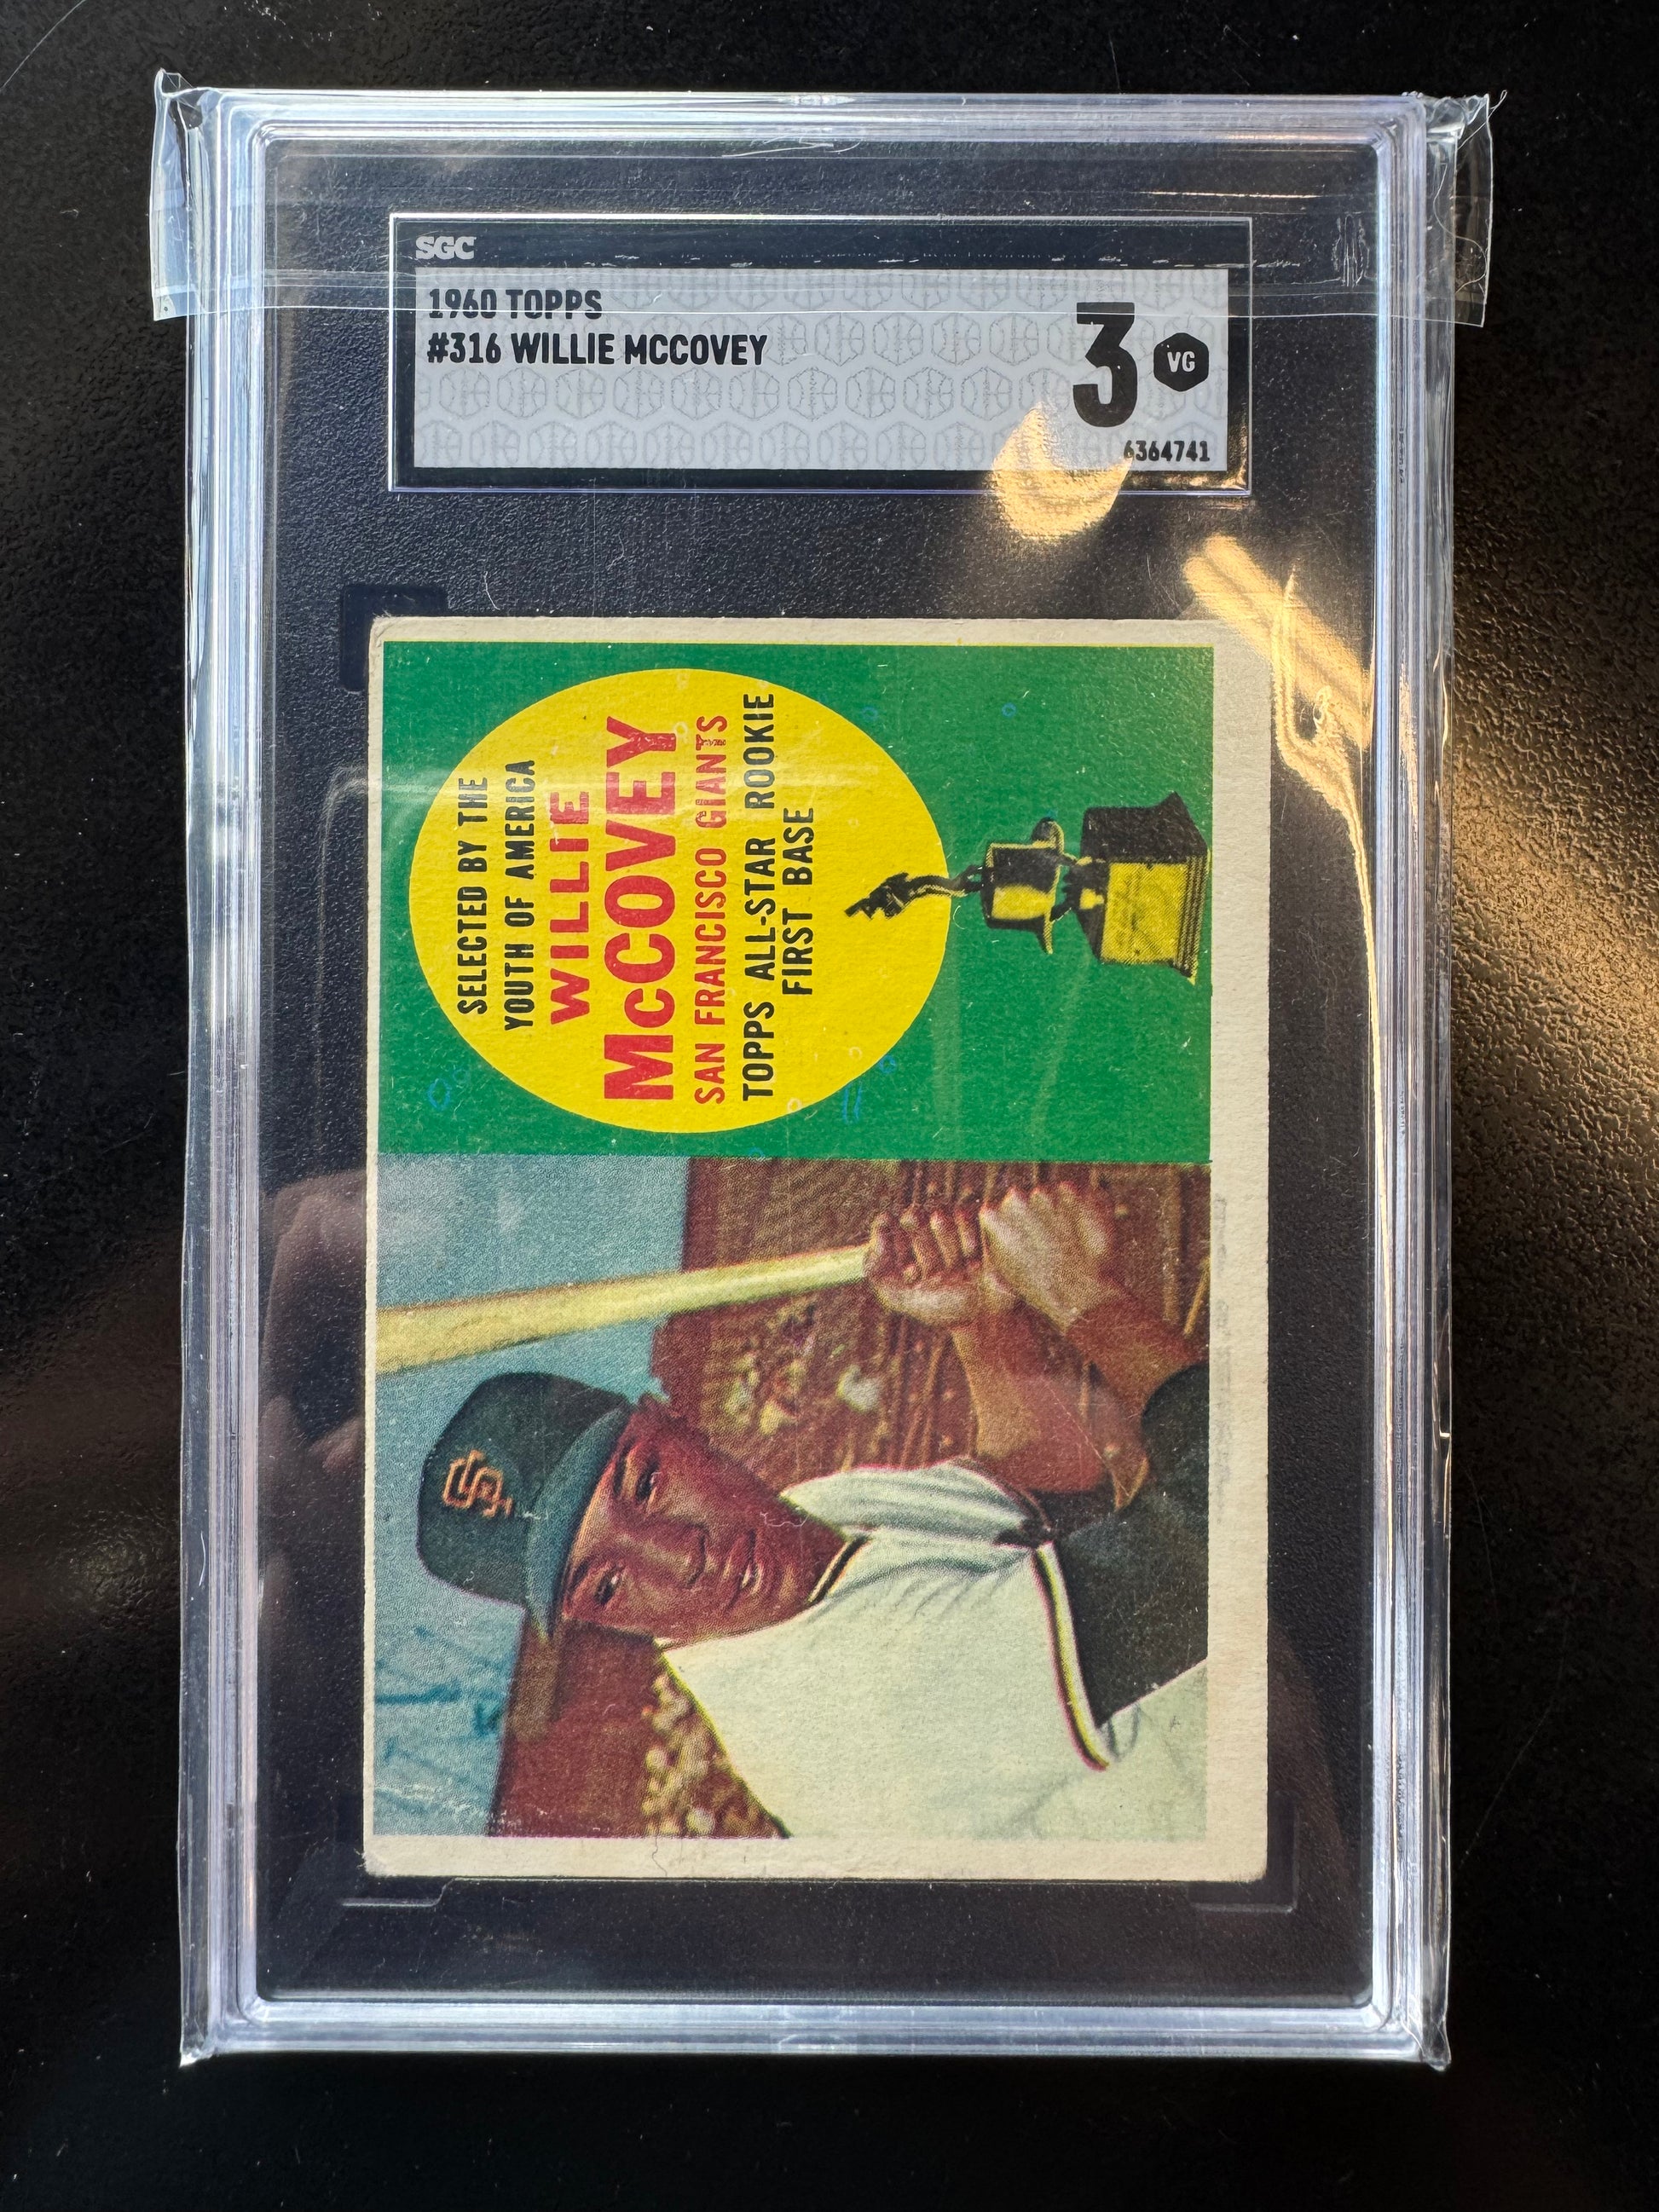 SGC
1960 TOPPS
#316 WILLIE MCCOVEY
3 VG
6364741
SELECTED BY THE
YOUTH OF AMERICA
WILLIE
McCOVEY
SAN FRANCISCO GIANTS
TOPPS ALL-STAR ROOKIE
FIRST BASE
SF